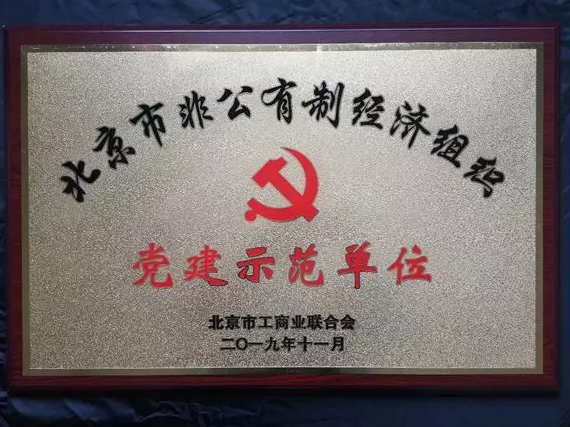 北京市非公有制经济组织
党建示范单位
北京市工商业联合会
二〇一九年十一月